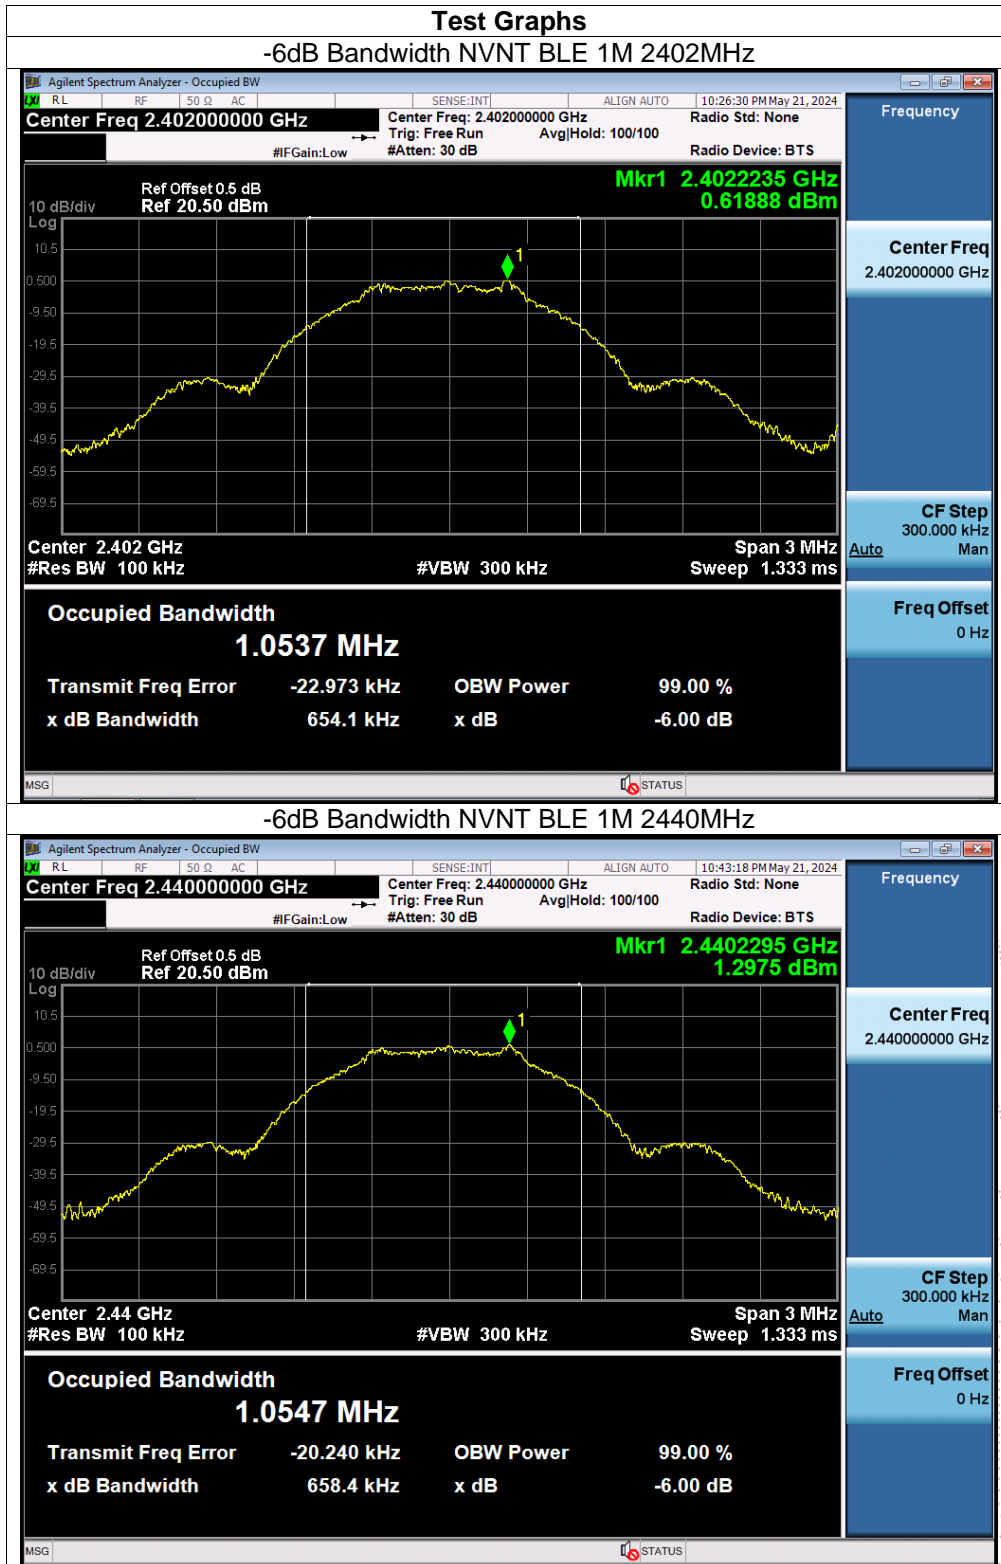 Test Graphs
-6dB Bandwidth NVNT BLE 1M 2402MHz
Agilent Spectrum Analyzer - Occupied BW
LXI RL RF 50 Ω AC SENSE:INT ALIGN AUTO 10:26:30 PM May 21, 2024
Center Freq 2.402000000 GHz Center Freq: 2.402000000 GHz Radio Std: None Frequency
Trig: Free Run Avg|Hold: 100/100
#IFGain:Low #Atten: 30 dB Radio Device: BTS
Mkr1 2.4022235 GHz
Ref Offset 0.5 dB
10 dB/div Ref 20.50 dBm 0.61888 dBm
Log
10.5
1
Center Freq
2.402000000 GHz
0.500
-9.50
-19.5
-29.5
-39.5
-49.5
-59.5
-69.5
CF Step
300.000 kHz
Auto Man
Center 2.402 GHz Span 3 MHz
#Res BW 100 kHz #VBW 300 kHz Sweep 1.333 ms
Occupied Bandwidth
1.0537 MHz
Freq Offset
0 Hz
Transmit Freq Error -22.973 kHz OBW Power 99.00 %
x dB Bandwidth 654.1 kHz x dB -6.00 dB
MSG STATUS
-6dB Bandwidth NVNT BLE 1M 2440MHz
Agilent Spectrum Analyzer - Occupied BW
LXI RL RF 50 Ω AC SENSE:INT ALIGN AUTO 10:43:18 PM May 21, 2024
Center Freq 2.440000000 GHz Center Freq: 2.440000000 GHz Radio Std: None Frequency
Trig: Free Run Avg|Hold: 100/100
#IFGain:Low #Atten: 30 dB Radio Device: BTS
Mkr1 2.4402295 GHz
Ref Offset 0.5 dB
10 dB/div Ref 20.50 dBm 1.2975 dBm
Log
10.5
1
Center Freq
2.440000000 GHz
0.500
-9.50
-19.5
-29.5
-39.5
-49.5
-59.5
-69.5
CF Step
300.000 kHz
Auto Man
Center 2.44 GHz Span 3 MHz
#Res BW 100 kHz #VBW 300 kHz Sweep 1.333 ms
Occupied Bandwidth
1.0547 MHz
Freq Offset
0 Hz
Transmit Freq Error -20.240 kHz OBW Power 99.00 %
x dB Bandwidth 658.4 kHz x dB -6.00 dB
MSG STATUS